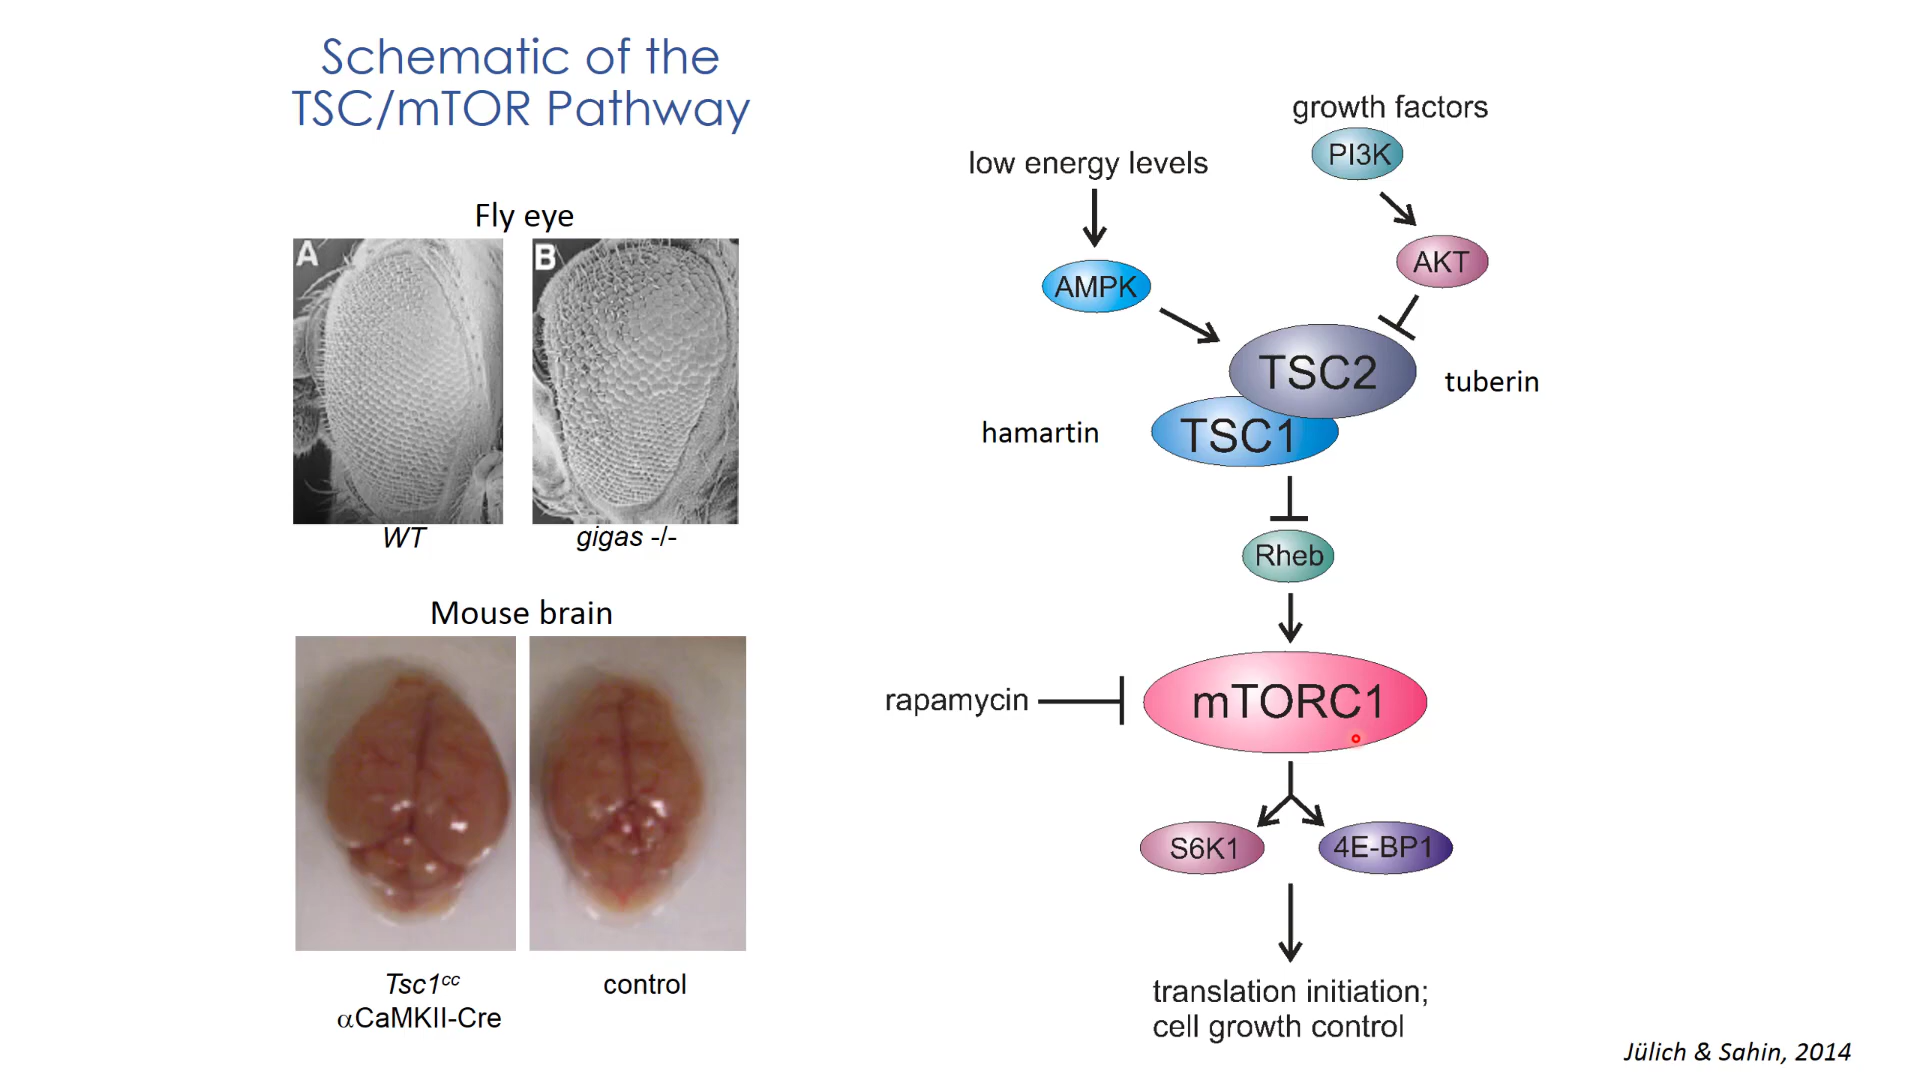 Schematic of the
TSC/mTOR Pathway
Fly eye
A
B
WT
gigas -/-
Mouse brain
Tsc1cc
αCaMKII-Cre
control
growth factors
PI3K
low energy levels
AKT
AMPK
TSC2
tuberin
hamartin
TSC1
Rheb
rapamycin
mTORC1
S6K1
4E-BP1
translation initiation;
cell growth control
Jülich & Sahin, 2014